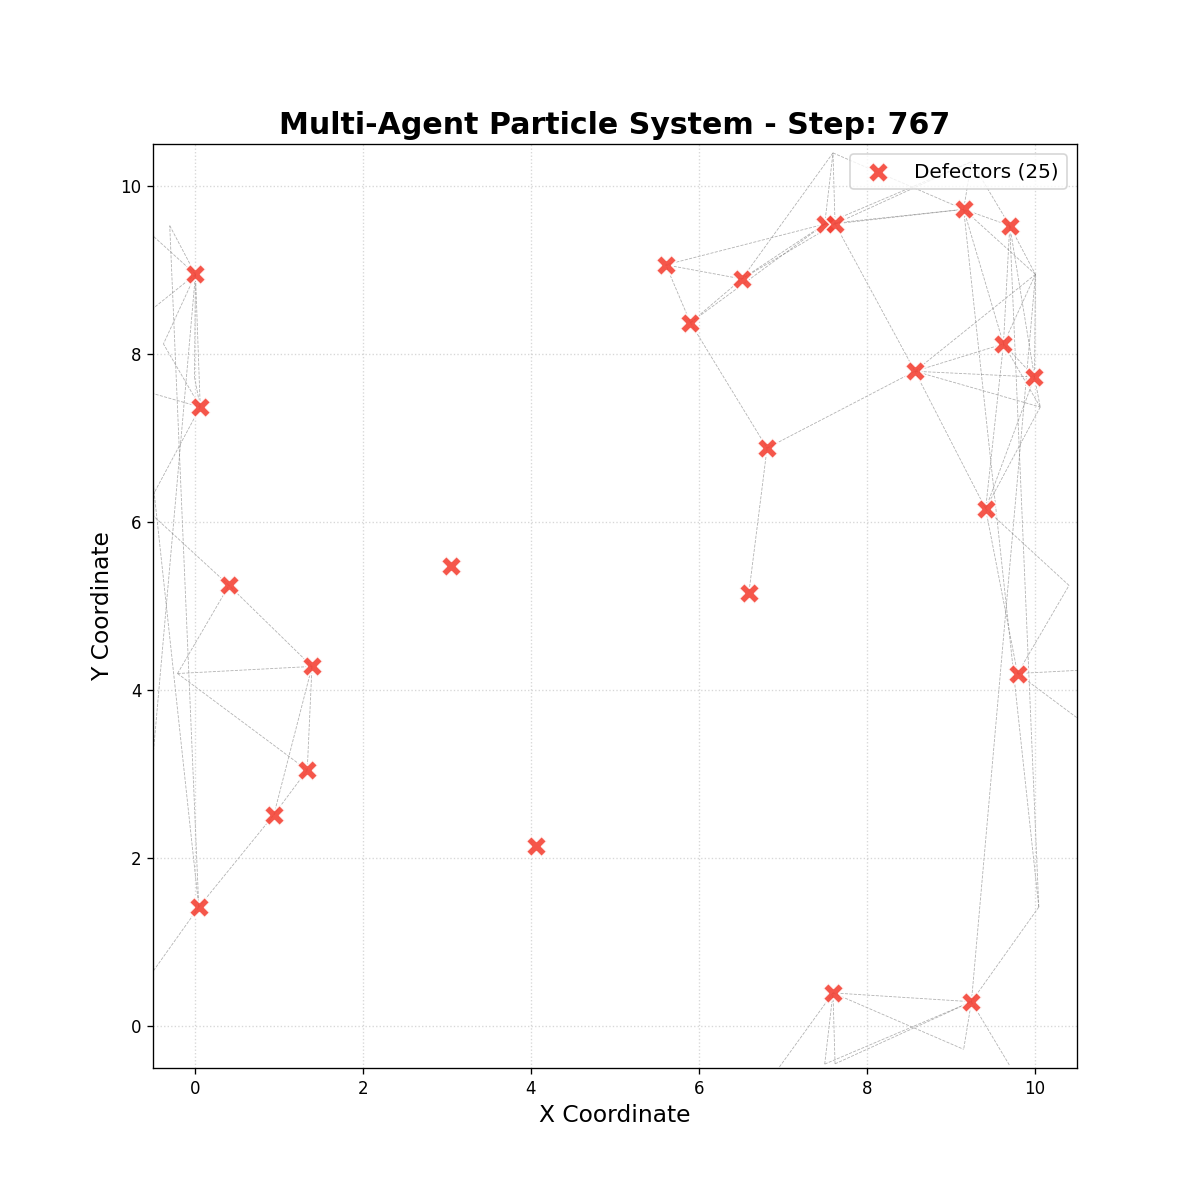 Multi-Agent Particle System - Step: 767
Defectors (25)
10
8
6
4
2
0
Y Coordinate
0 2 4 6 8 10
X Coordinate